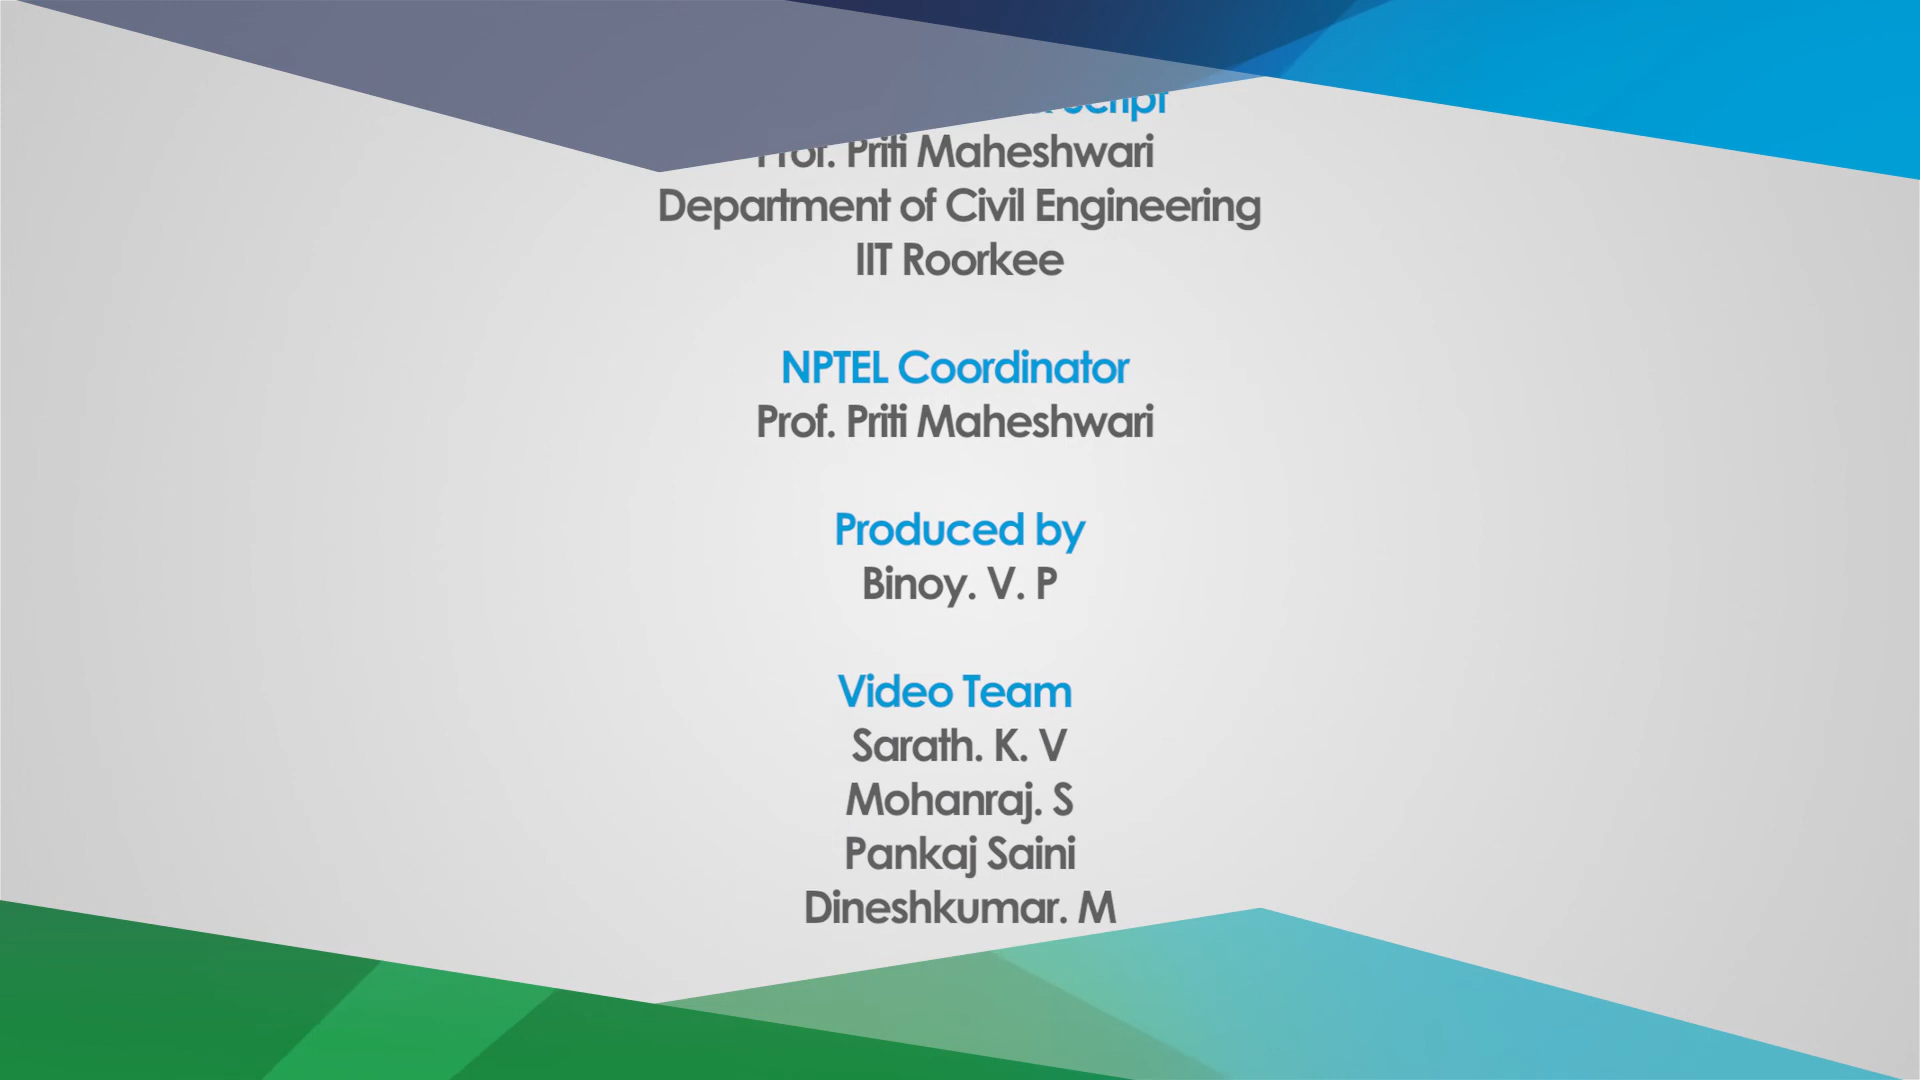 Script
Prof. Priti Maheshwari
Department of Civil Engineering
IIT Roorkee
NPTEL Coordinator
Prof. Priti Maheshwari
Produced by
Binoy. V. P
Video Team
Sarath. K. V
Mohanraj. S
Pankaj Saini
Dineshkumar. M